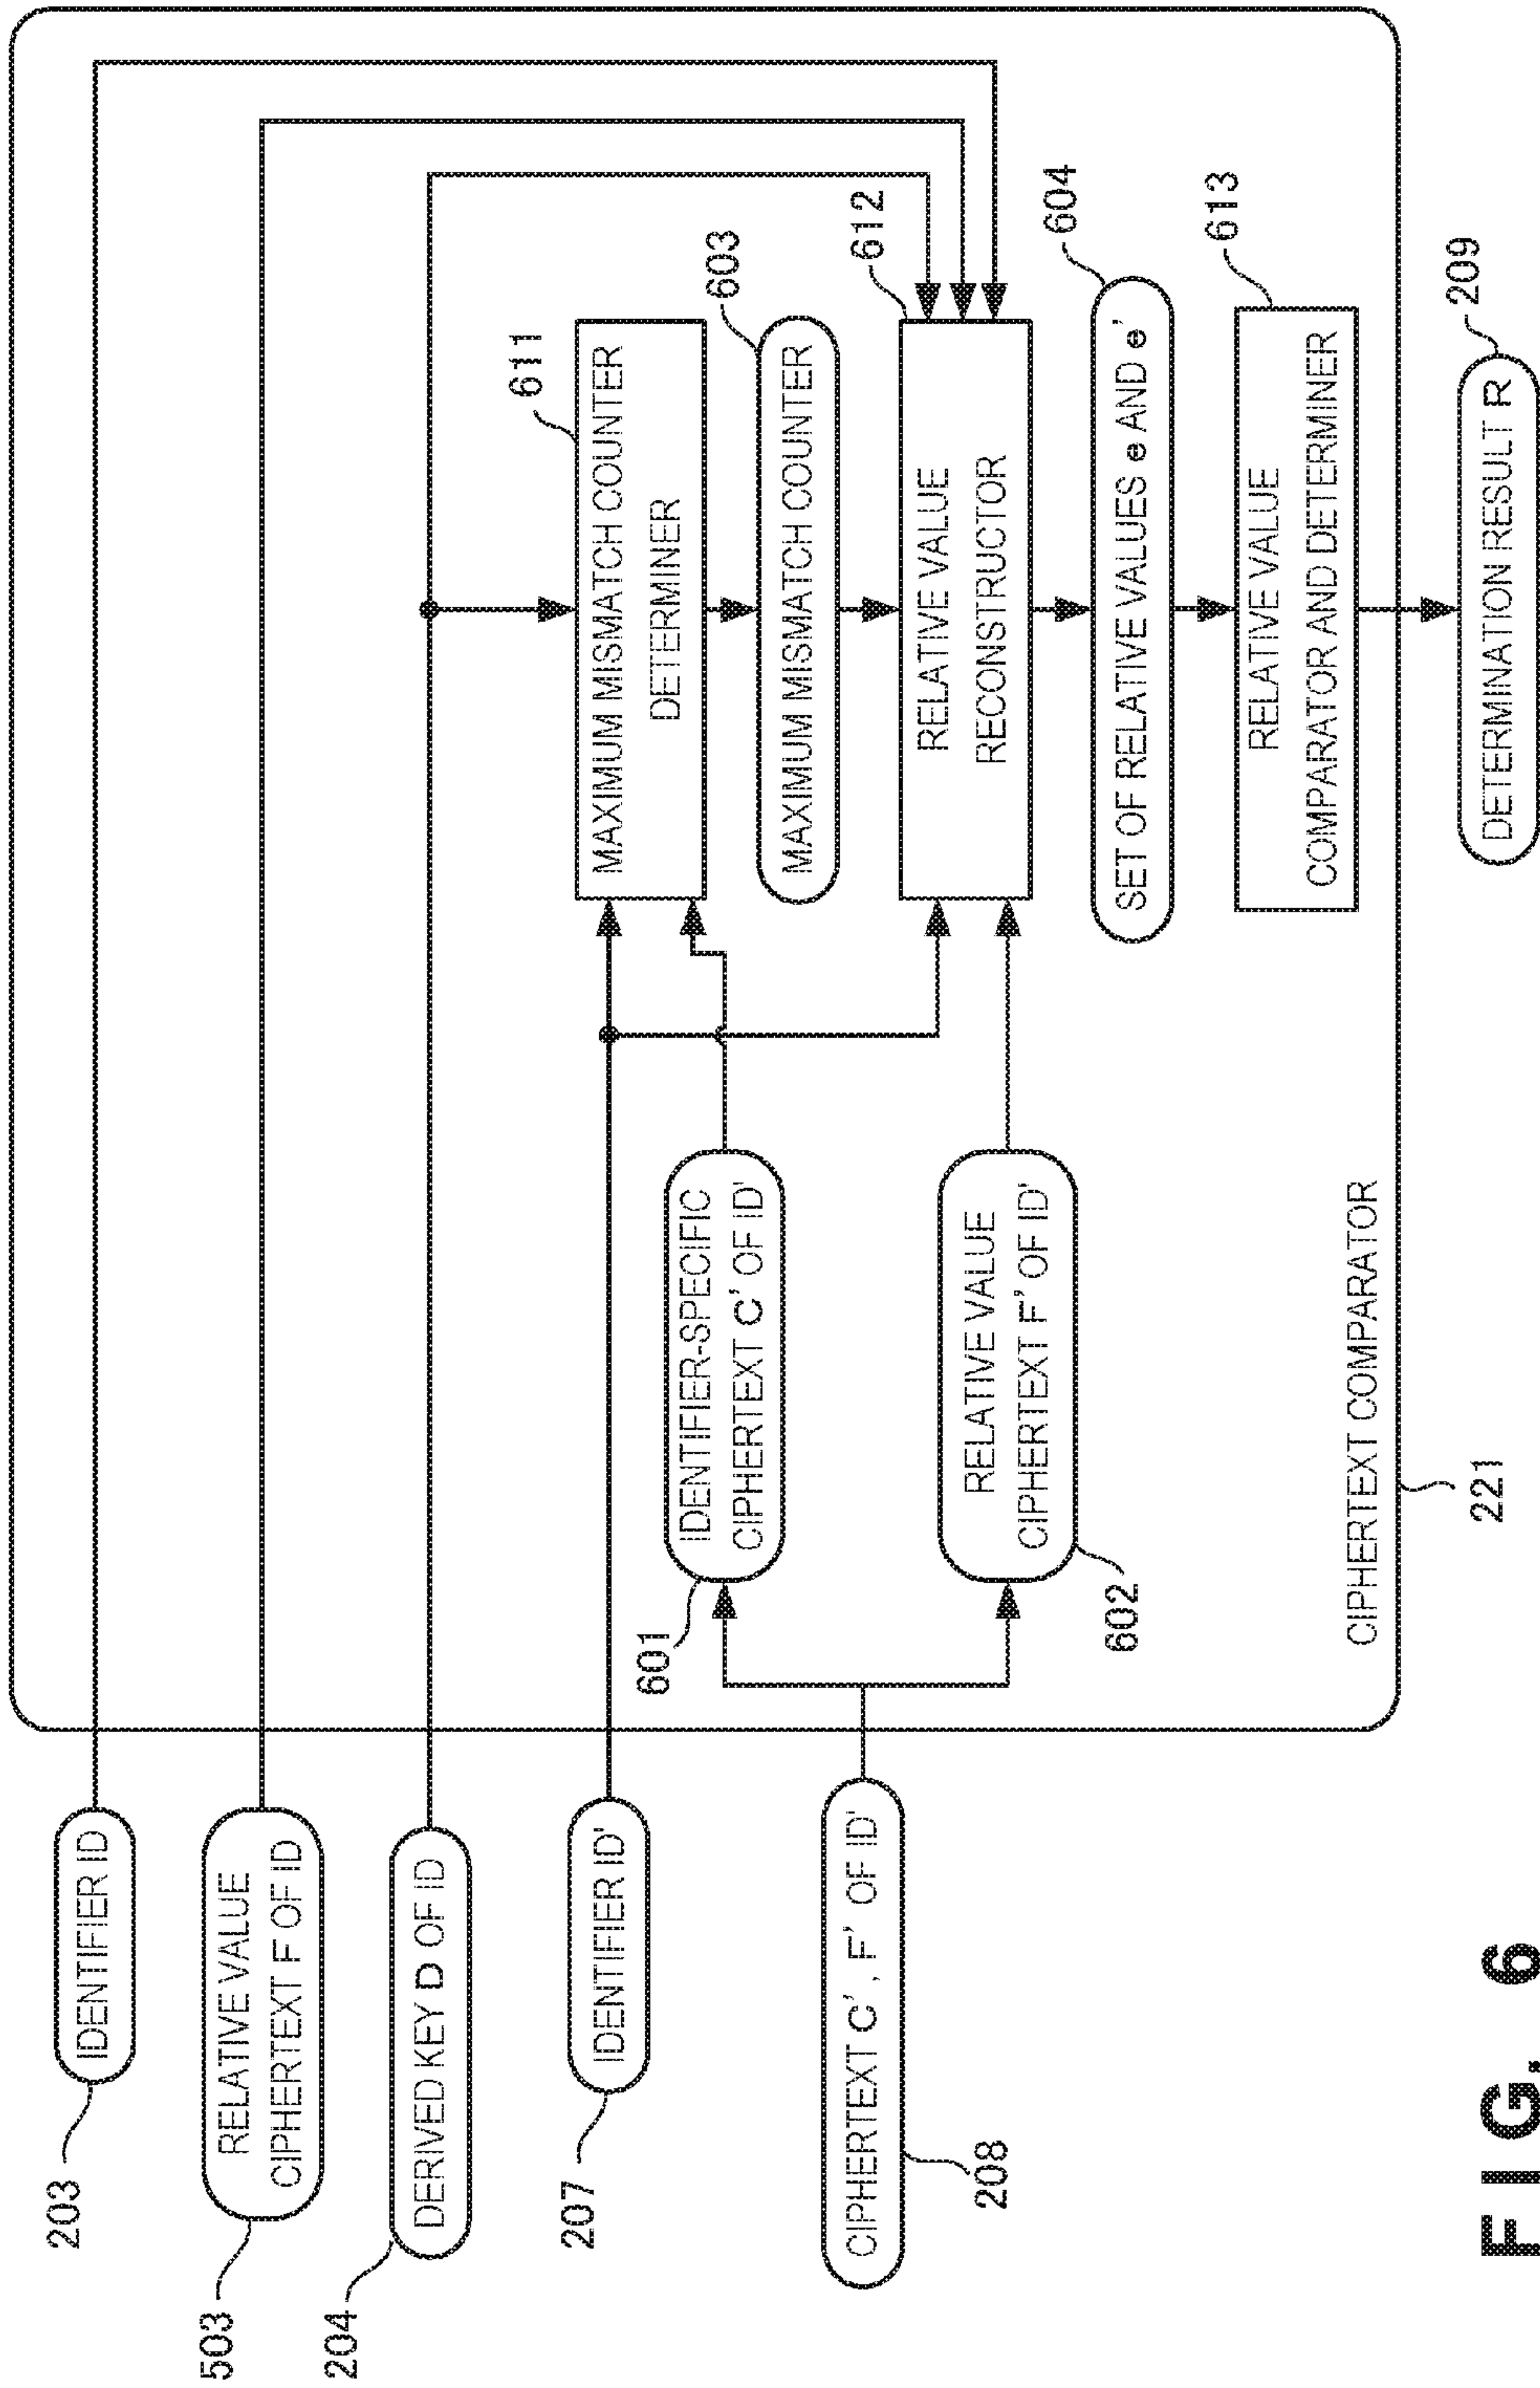 203
IDENTIFIER ID
503
RELATIVE VALUE
CIPHERTEXT F OF ID
204
DERIVED KEY D OF ID
207
IDENTIFIER ID'
CIPHERTEXT C' , F' OF ID'
208
601
IDENTIFIER-SPECIFIC
CIPHERTEXT C' OF ID'
RELATIVE VALUE
CIPHERTEXT F' OF ID'
602
611
MAXIMUM MISMATCH COUNTER
DETERMINER
603
MAXIMUM MISMATCH COUNTER
612
RELATIVE VALUE
RECONSTRUCTOR
604
SET OF RELATIVE VALUES e AND e'
613
RELATIVE VALUE
COMPARATOR AND DETERMINER
CIPHERTEXT COMPARATOR
221
209
DETERMINATION RESULT R
FIG. 6